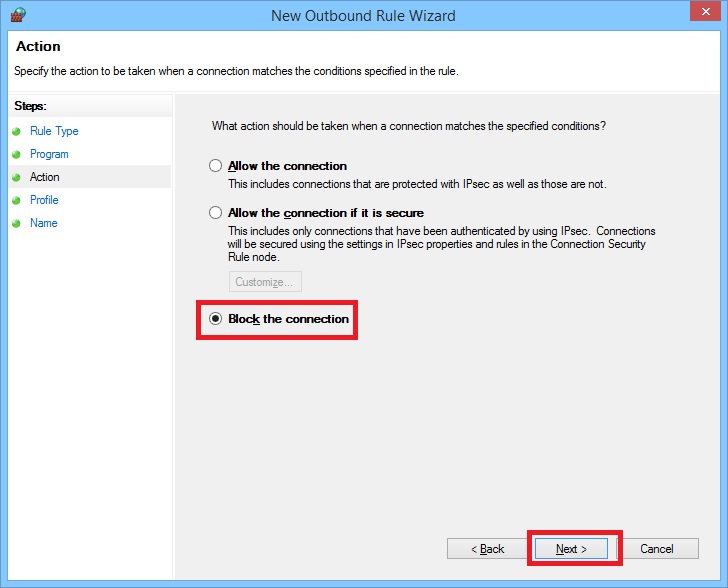 New Outbound Rule Wizard
Action
Specify the action to be taken when a connection matches the conditions specified in the rule.
Steps:
Rule Type
Program
Action
Profile
Name
What action should be taken when a connection matches the specified conditions?
Allow the connection
This includes connections that are protected with IPsec as well as those are not.
Allow the connection if it is secure
This includes only connections that have been authenticated by using IPsec. Connections
will be secured using the settings in IPsec properties and rules in the Connection Security
Rule node.
Customize...
Block the connection
< Back
Next >
Cancel